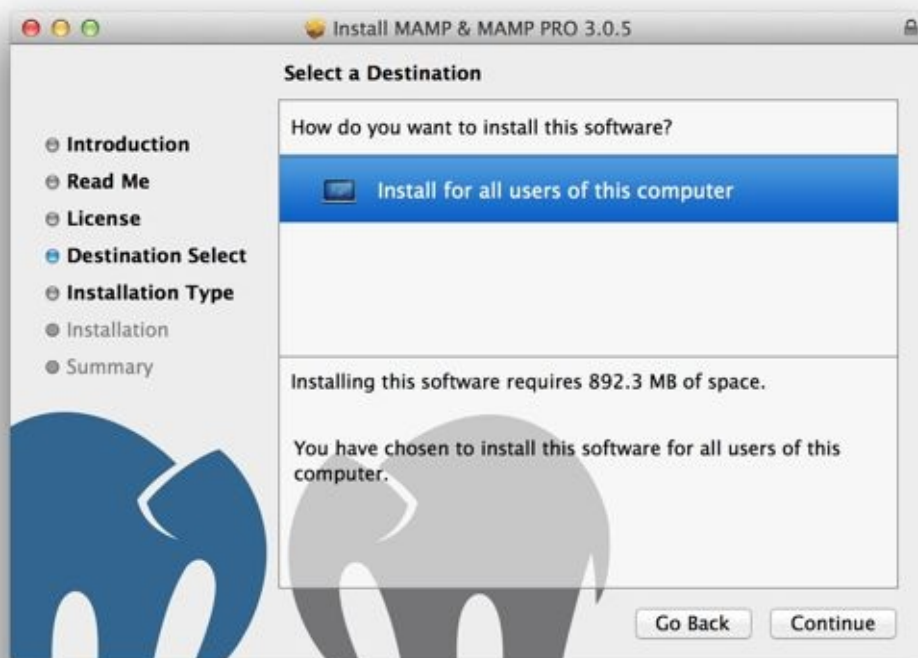 Install MAMP & MAMP PRO 3.0.5
Select a Destination
Introduction
Read Me
License
Destination Select
Installation Type
Installation
Summary
How do you want to install this software?
Install for all users of this computer
Installing this software requires 892.3 MB of space.
You have chosen to install this software for all users of this
computer.
Go Back
Continue